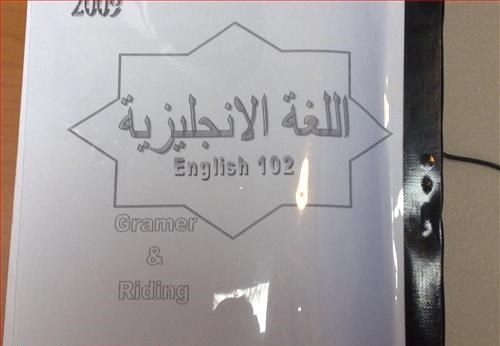 2009
اللغة الانجليزية
English 102
Gramer
&
Riding